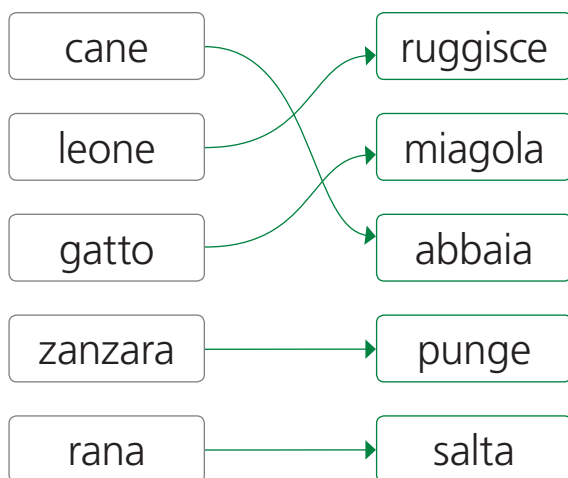 cane ruggisce
leone miagola
gatto abbaia
zanzara punge
rana salta